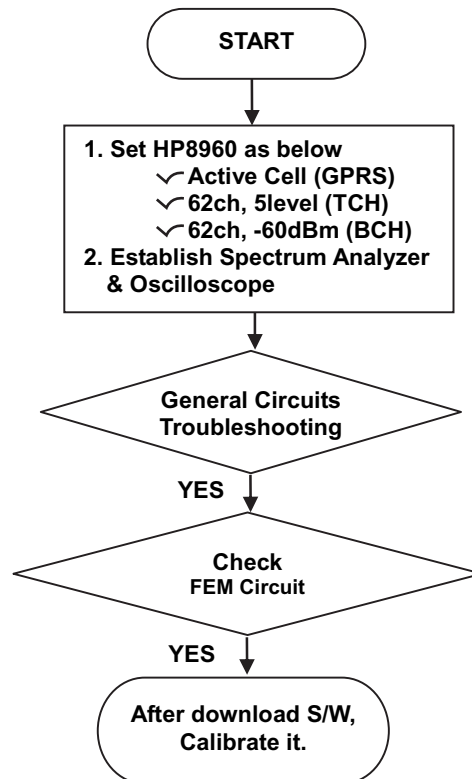 START
1. Set HP8960 as below
Active Cell (GPRS)
62ch, 5level (TCH)
62ch, -60dBm (BCH)
2. Establish Spectrum Analyzer
& Oscilloscope
General Circuits
Troubleshooting
YES
Check
FEM Circuit
YES
After download S/W,
Calibrate it.